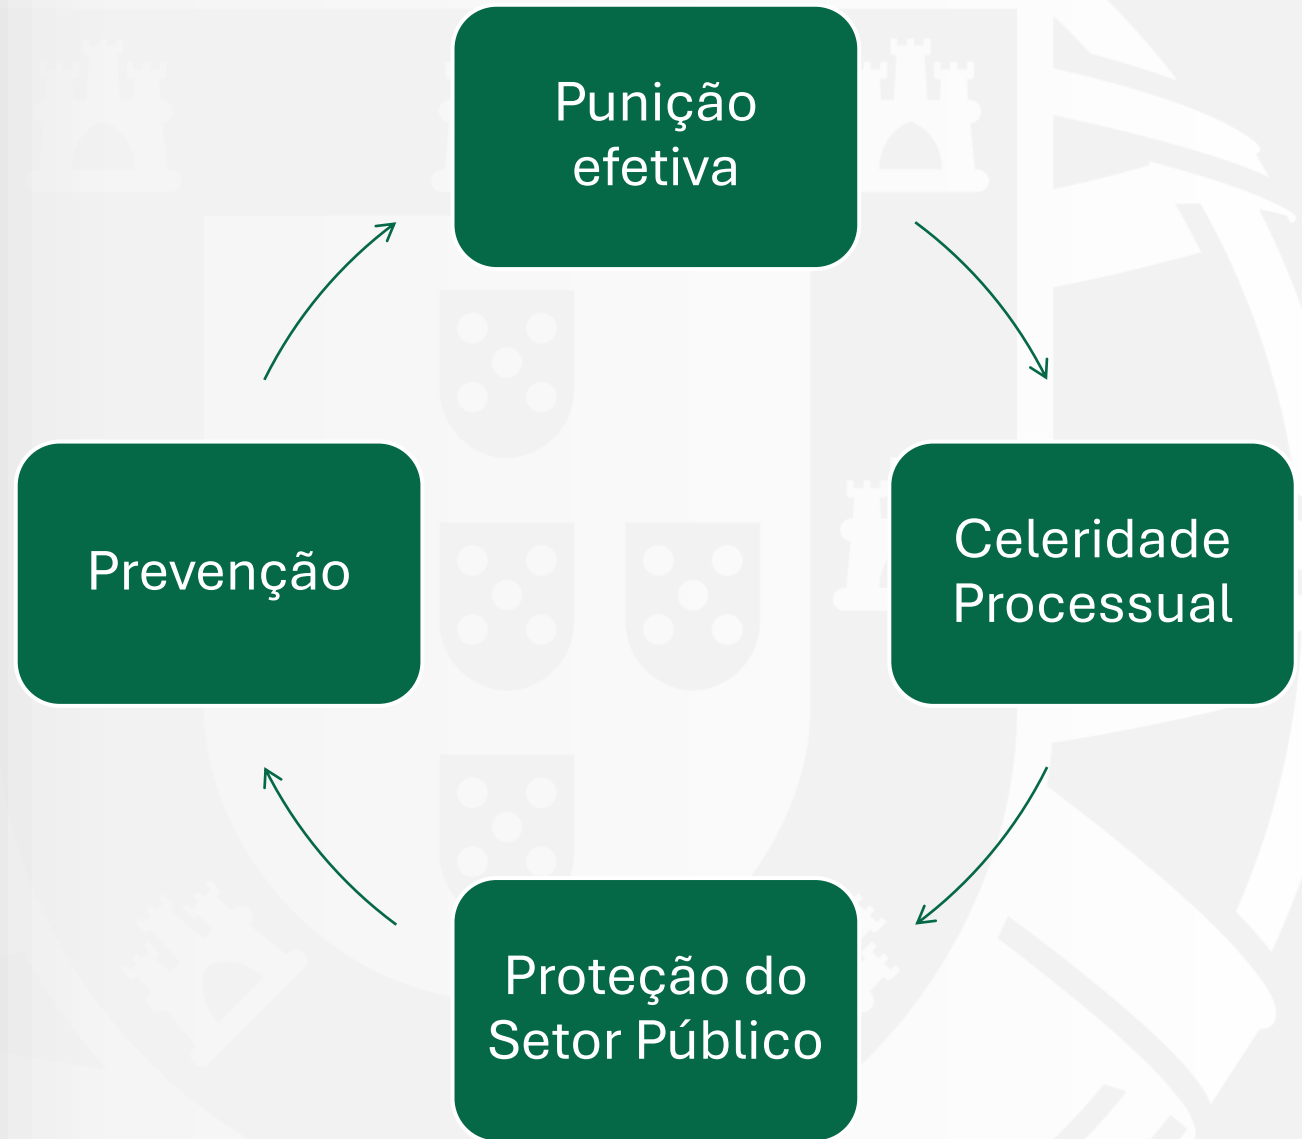 Punição
efetiva
Prevenção
Celeridade
Processual
Proteção do
Setor Público